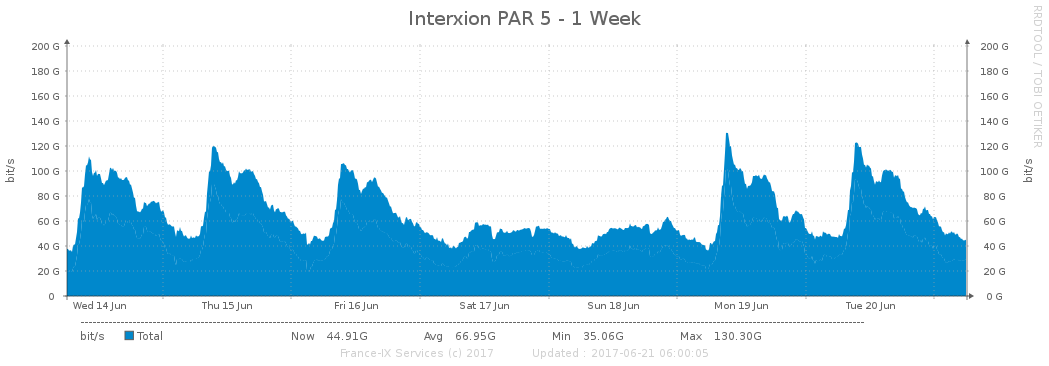 Interxion PAR 5 - 1 Week
RRDTOOL / TOBI OETIKER
bit/s
bit/s
200 G 200 G
180 G 180 G
160 G 160 G
140 G 140 G
120 G 120 G
100 G 100 G
80 G 80 G
60 G 60 G
40 G 40 G
20 G 20 G
0 0 G
Wed 14 Jun Thu 15 Jun Fri 16 Jun Sat 17 Jun Sun 18 Jun Mon 19 Jun Tue 20 Jun
bit/s Total Now 44.91G Avg 66.95G Min 35.06G Max 130.30G
France-IX Services (c) 2017 Updated : 2017-06-21 06:00:05